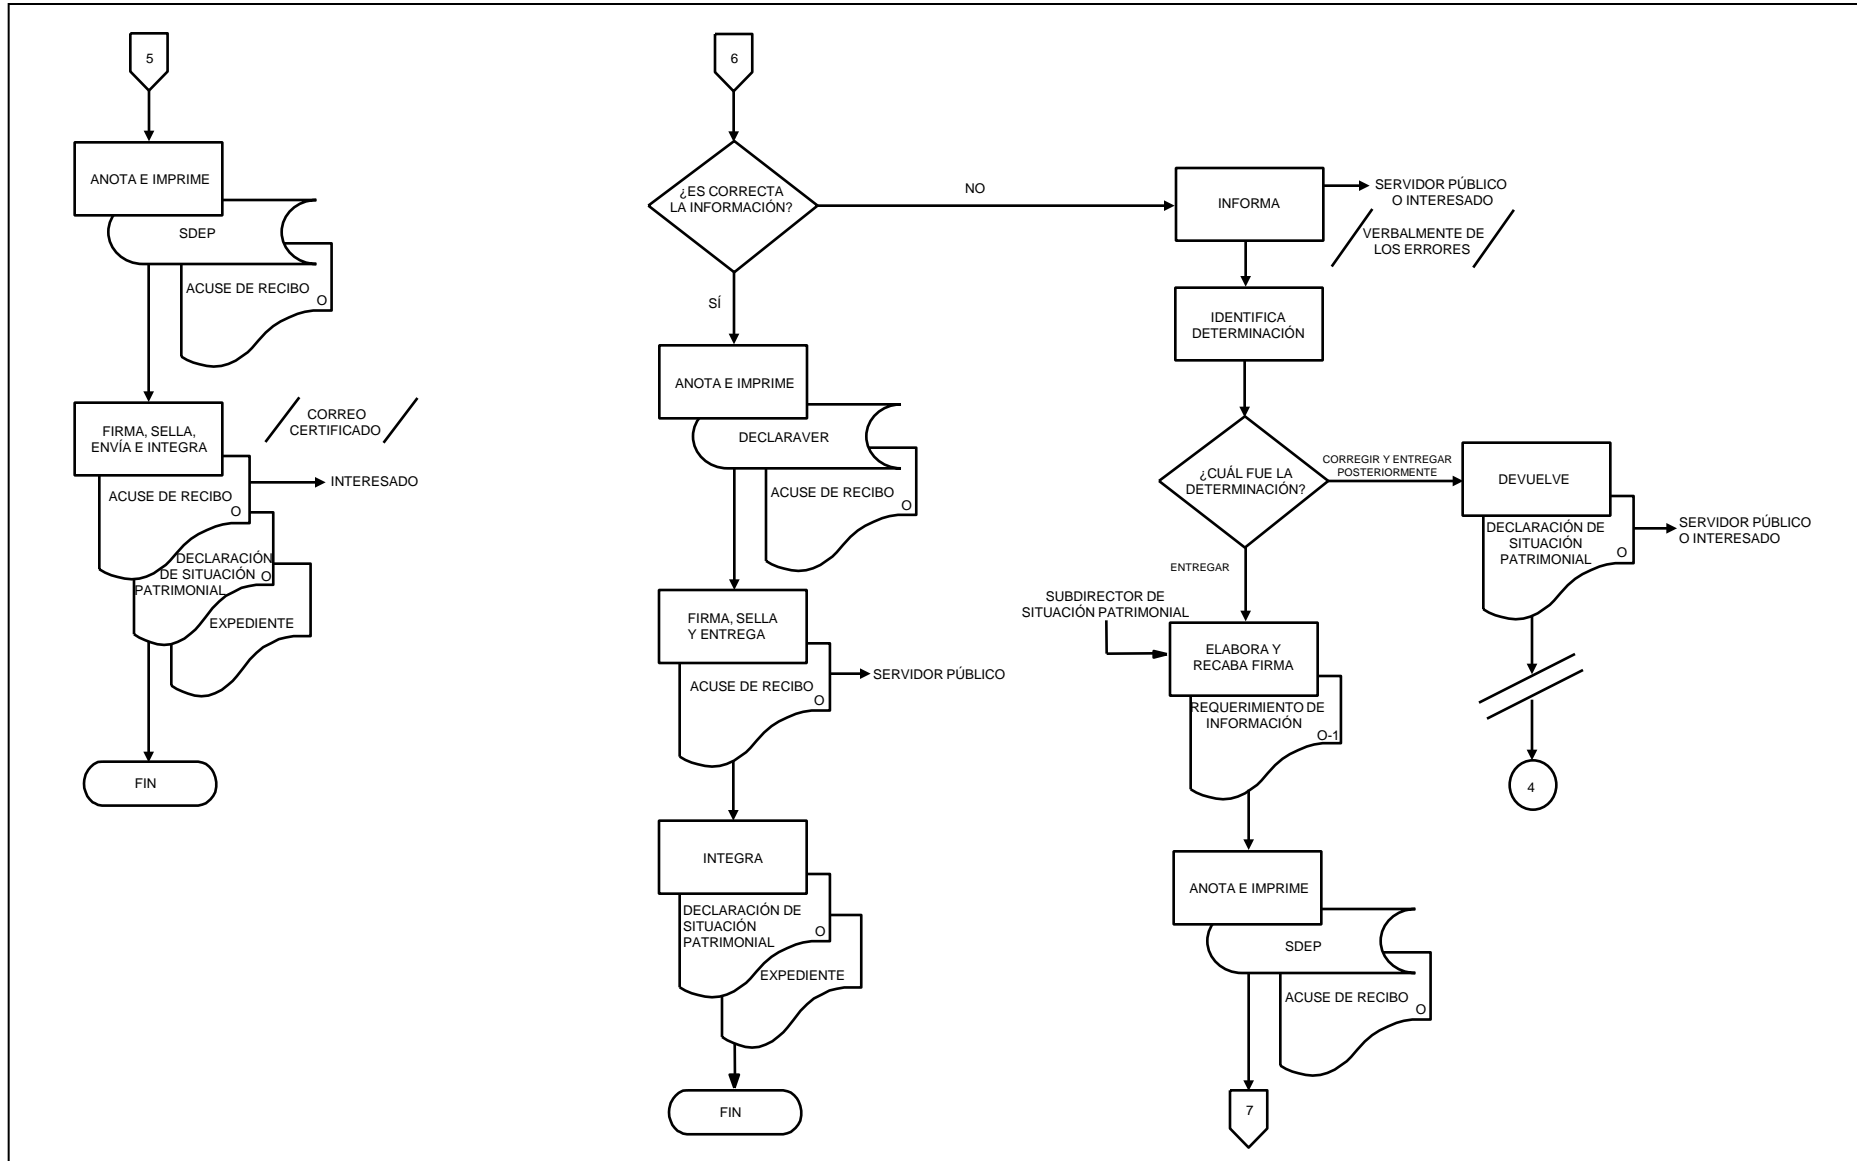 5
ANOTA E IMPRIME
SDEP
ACUSE DE RECIBO
O
FIRMA, SELLA,
ENVÍA E INTEGRA
CORREO
CERTIFICADO
ACUSE DE RECIBO
O
INTERESADO
DECLARACIÓN
DE SITUACIÓN
PATRIMONIAL
O
EXPEDIENTE
FIN
6
¿ES CORRECTA
LA INFORMACIÓN?
NO
SÍ
ANOTA E IMPRIME
DECLARAVER
ACUSE DE RECIBO
O
FIRMA, SELLA
Y ENTREGA
ACUSE DE RECIBO
O
SERVIDOR PÚBLICO
INTEGRA
DECLARACIÓN DE
SITUACIÓN
PATRIMONIAL
O
EXPEDIENTE
FIN
INFORMA
SERVIDOR PÚBLICO
O INTERESADO
VERBALMENTE DE
LOS ERRORES
IDENTIFICA
DETERMINACIÓN
¿CUÁL FUE LA
DETERMINACIÓN?
CORREGIR Y ENTREGAR
POSTERIORMENTE
ENTREGAR
SUBDIRECTOR DE
SITUACIÓN PATRIMONIAL
ELABORA Y
RECABA FIRMA
REQUERIMIENTO DE
INFORMACIÓN
O-1
ANOTA E IMPRIME
SDEP
ACUSE DE RECIBO
O
7
DEVUELVE
DECLARACIÓN DE
SITUACIÓN
PATRIMONIAL
O
SERVIDOR PÚBLICO
O INTERESADO
4